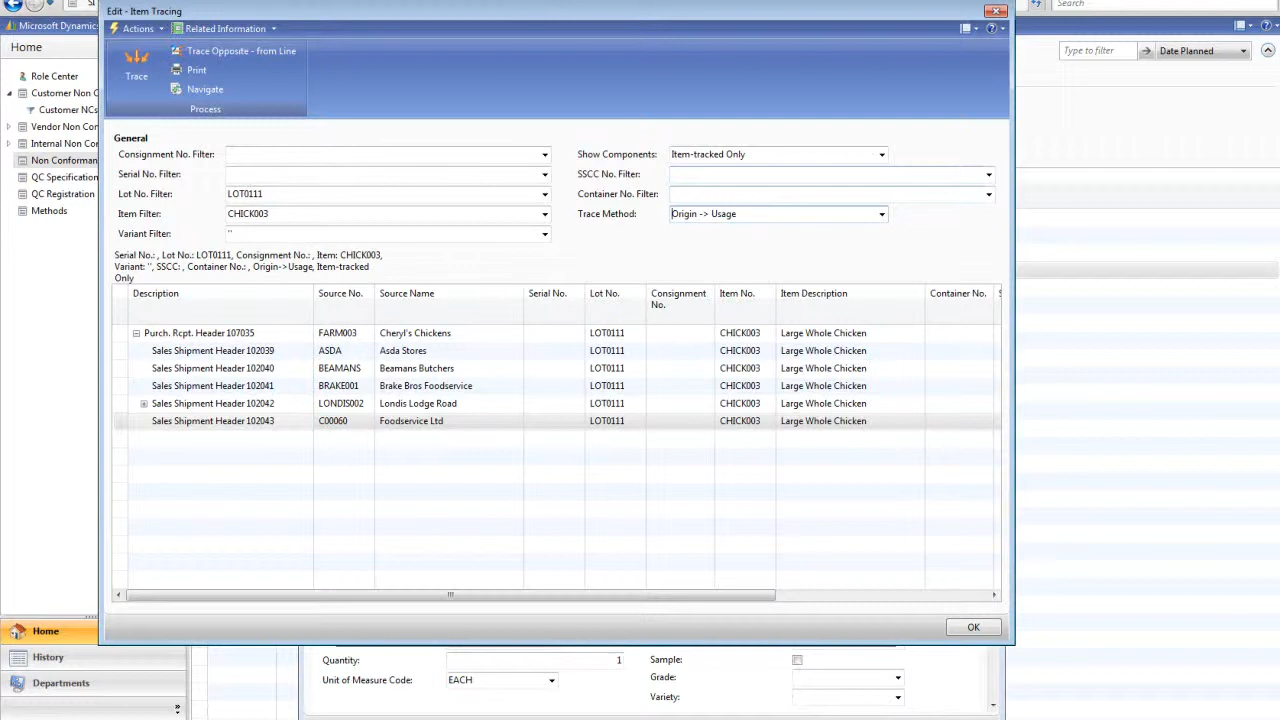 Edit - Item Tracing
Search
Microsoft Dynamics
Actions
Related Information
Home
Trace
Trace Opposite - from Line
Print
Navigate
Process
Type to filter
Date Planned
Role Center
Customer Non C
Customer NCs
Vendor Non Con
Internal Non Co
Non Conformanc
QC Specification
QC Registration
Methods
General
Consignment No. Filter:
Show Components: Item-tracked Only
Serial No. Filter:
SSCC No. Filter:
Lot No. Filter: LOT0111
Container No. Filter:
Item Filter: CHICK003
Trace Method: Origin -> Usage
Variant Filter: ''
Serial No.: , Lot No.: LOT0111, Consignment No.: , Item: CHICK003,
Variant: '', SSCC: , Container No.: , Origin->Usage, Item-tracked
Only
Description Source No. Source Name Serial No. Lot No. Consignment No. Item No. Item Description Container No. S
Purch. Rcpt. Header 107035 FARM003 Cheryl's Chickens LOT0111 CHICK003 Large Whole Chicken
Sales Shipment Header 102039 ASDA Asda Stores LOT0111 CHICK003 Large Whole Chicken
Sales Shipment Header 102040 BEAMANS Beamans Butchers LOT0111 CHICK003 Large Whole Chicken
Sales Shipment Header 102041 BRAKE001 Brake Bros Foodservice LOT0111 CHICK003 Large Whole Chicken
Sales Shipment Header 102042 LONDIS002 Londis Lodge Road LOT0111 CHICK003 Large Whole Chicken
Sales Shipment Header 102043 C00060 Foodservice Ltd LOT0111 CHICK003 Large Whole Chicken
OK
Home
History
Departments
Quantity: 1
Sample:
Unit of Measure Code: EACH
Grade:
Variety: